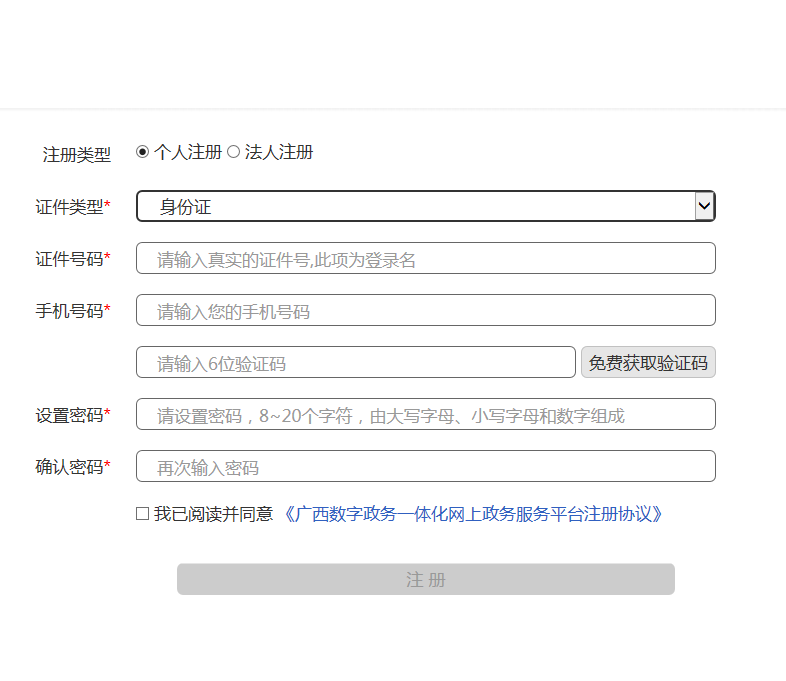 注册类型 个人注册 法人注册
证件类型* 身份证
证件号码* 请输入真实的证件号,此项为登录名
手机号码* 请输入您的手机号码
请输入6位验证码 免费获取验证码
设置密码* 请设置密码，8~20个字符，由大写字母、小写字母和数字组成
确认密码* 再次输入密码
我已阅读并同意 《广西数字政务一体化网上政务服务平台注册协议》
注 册